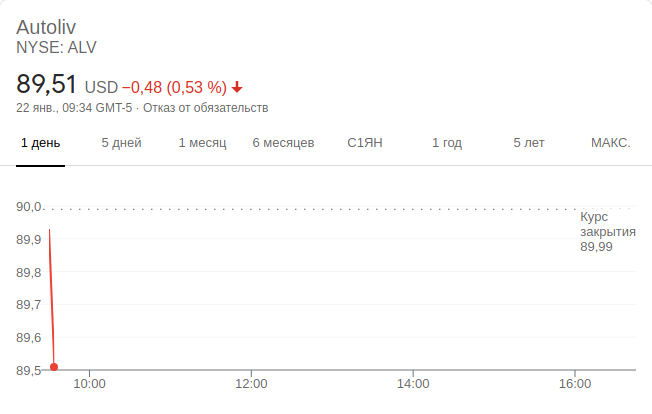 Autoliv
NYSE: ALV
89,51 USD −0,48 (0,53 %)
22 янв., 09:34 GMT-5 · Отказ от обязательств
1 день 5 дней 1 месяц 6 месяцев С1ЯН 1 год 5 лет МАКС.
90,0
Курс
закрытия
89,99
89,9
89,8
89,7
89,6
89,5
10:00 12:00 14:00 16:00